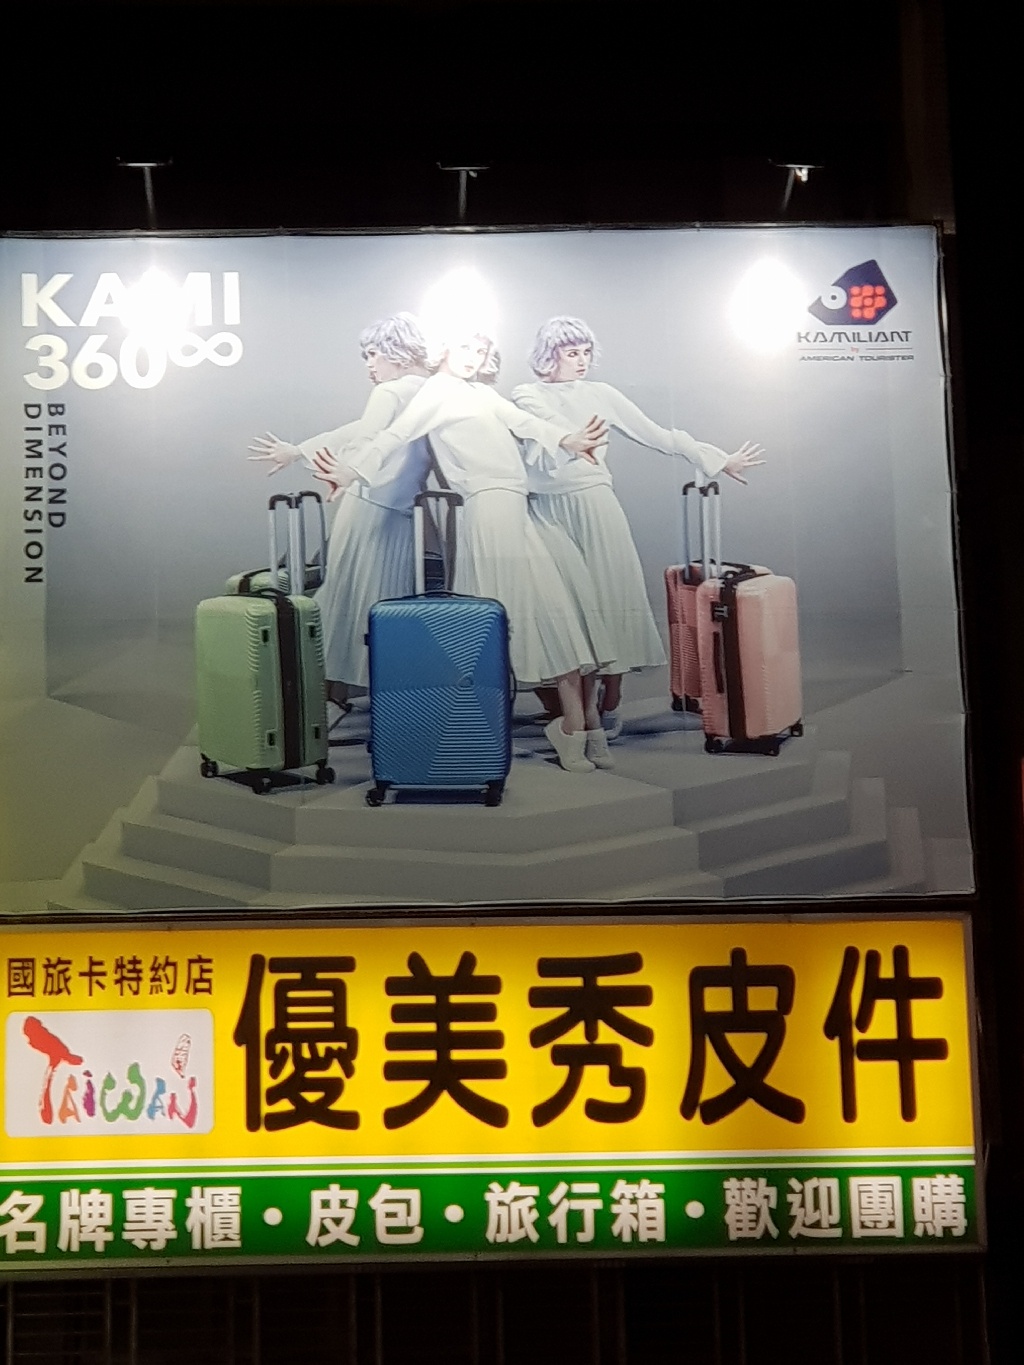 KAMI
360∞
BEYOND
DIMENSION
KAMILIANT
by
AMERICAN TOURISTER
國旅卡特約店
TAIWAN
優美秀皮件
名牌專櫃・皮包・旅行箱・歡迎團購